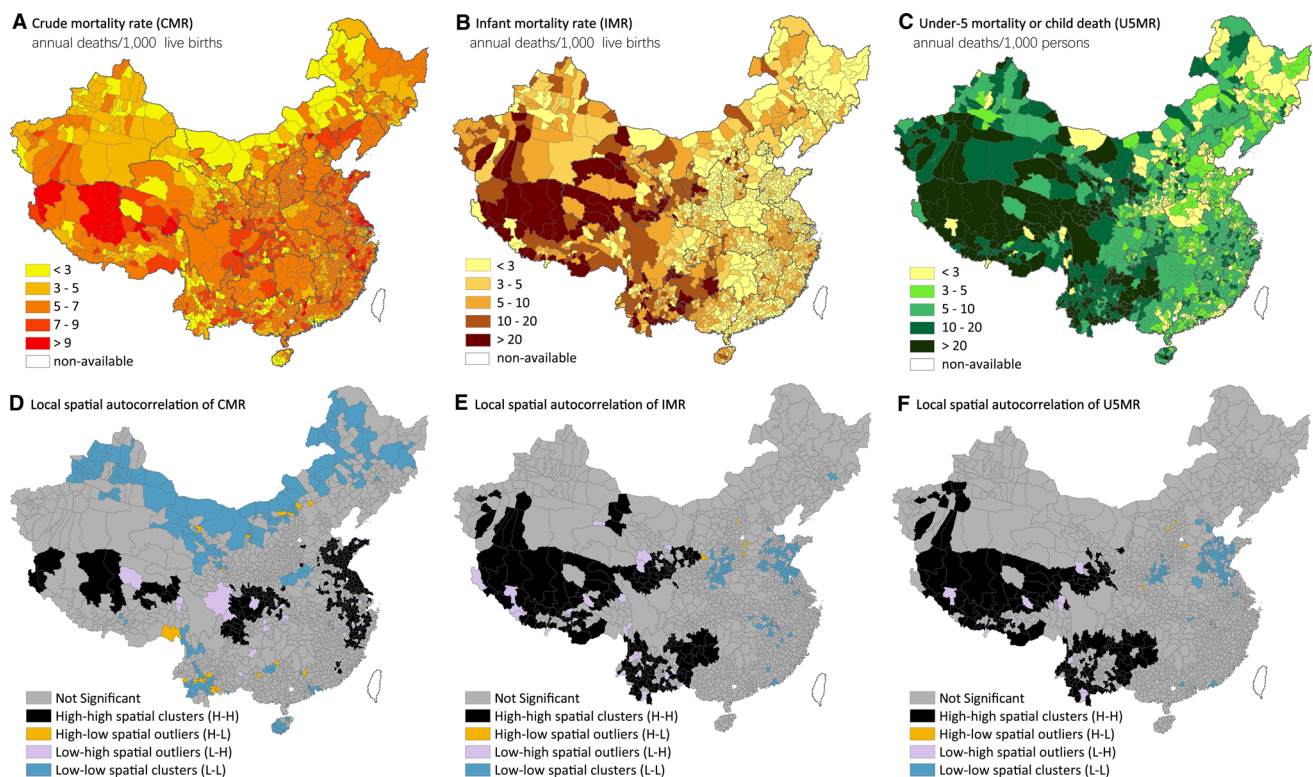 A Crude mortality rate (CMR)
annual deaths/1,000 live births
< 3
3 - 5
5 - 7
7 - 9
> 9
non-available
B Infant mortality rate (IMR)
annual deaths/1,000 live births
< 3
3 - 5
5 - 10
10 - 20
> 20
non-available
C Under-5 mortality or child death (U5MR)
annual deaths/1,000 persons
< 3
3 - 5
5 - 10
10 - 20
> 20
non-available
D Local spatial autocorrelation of CMR
Not Significant
High-high spatial clusters (H-H)
High-low spatial outliers (H-L)
Low-high spatial outliers (L-H)
Low-low spatial clusters (L-L)
E Local spatial autocorrelation of IMR
Not Significant
High-high spatial clusters (H-H)
High-low spatial outliers (H-L)
Low-high spatial outliers (L-H)
Low-low spatial clusters (L-L)
F Local spatial autocorrelation of U5MR
Not Significant
High-high spatial clusters (H-H)
High-low spatial outliers (H-L)
Low-high spatial outliers (L-H)
Low-low spatial clusters (L-L)